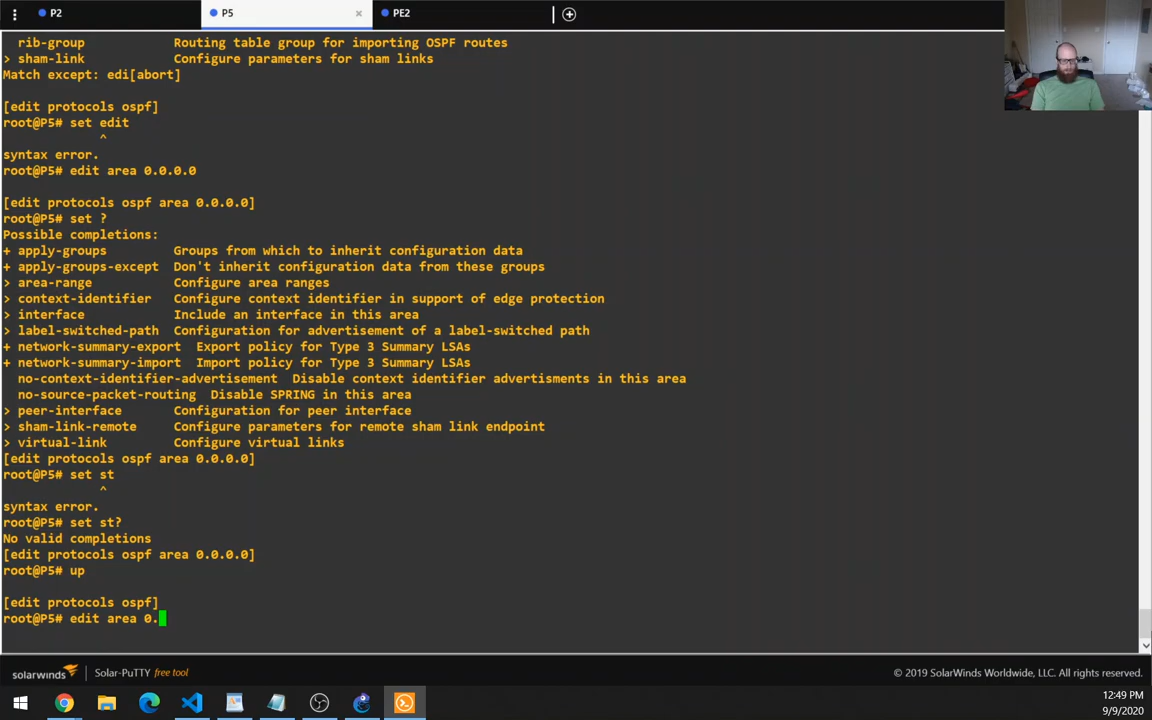 P2
P5
×
PE2
rib-group Routing table group for importing OSPF routes
> sham-link Configure parameters for sham links
Match except: edi[abort]
[edit protocols ospf]
root@P5# set edit
^
syntax error.
root@P5# edit area 0.0.0.0
[edit protocols ospf area 0.0.0.0]
root@P5# set ?
Possible completions:
+ apply-groups Groups from which to inherit configuration data
+ apply-groups-except Don't inherit configuration data from these groups
> area-range Configure area ranges
> context-identifier Configure context identifier in support of edge protection
> interface Include an interface in this area
> label-switched-path Configuration for advertisement of a label-switched path
+ network-summary-export Export policy for Type 3 Summary LSAs
+ network-summary-import Import policy for Type 3 Summary LSAs
no-context-identifier-advertisement Disable context identifier advertisments in this area
no-source-packet-routing Disable SPRING in this area
> peer-interface Configuration for peer interface
> sham-link-remote Configure parameters for remote sham link endpoint
> virtual-link Configure virtual links
[edit protocols ospf area 0.0.0.0]
root@P5# set st
^
syntax error.
root@P5# set st?
No valid completions
[edit protocols ospf area 0.0.0.0]
root@P5# up
[edit protocols ospf]
root@P5# edit area 0.
solarwinds Solar-PuTTY free tool © 2019 SolarWinds Worldwide, LLC. All rights reserved.
12:49 PM
9/9/2020